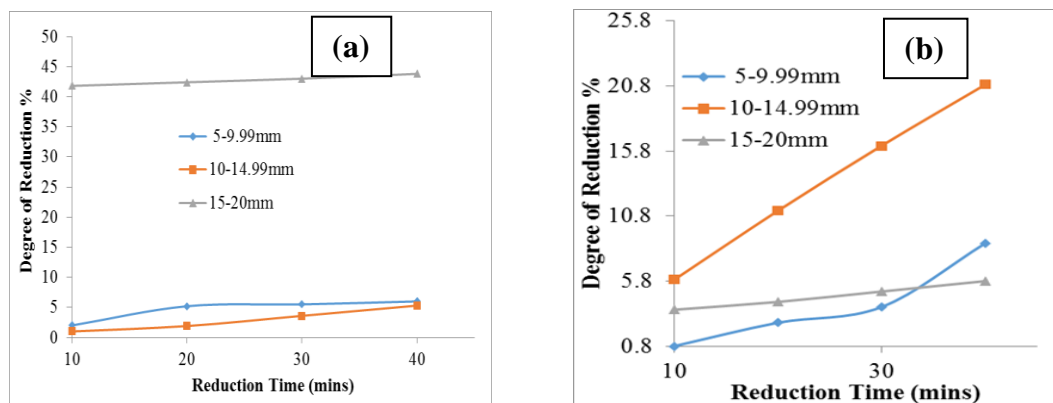 (a)
50
45
40
35
30
25
20
15
10
5
0
Degree of Reduction %
5-9.99mm
10-14.99mm
15-20mm
10 20 30 40
Reduction Time (mins)
(b)
25.8
20.8
15.8
10.8
5.8
0.8
Degree of Reduction %
5-9.99mm
10-14.99mm
15-20mm
10 30
Reduction Time (mins)